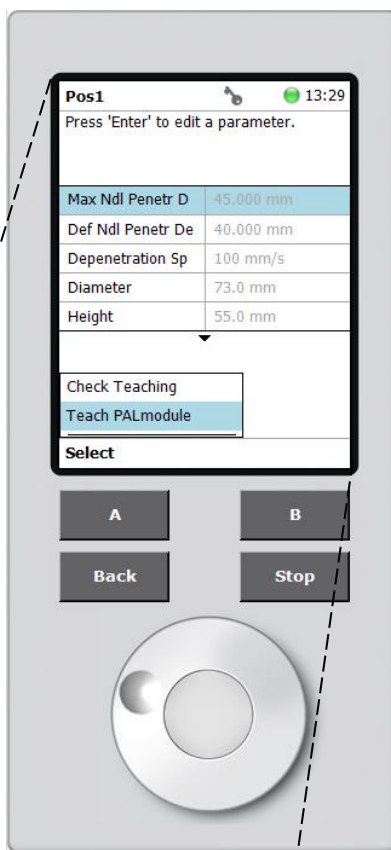 Pos1 13:29
Press 'Enter' to edit a parameter.
Max Ndl Penetr D 45.000 mm
Def Ndl Penetr De 40.000 mm
Depenetration Sp 100 mm/s
Diameter 73.0 mm
Height 55.0 mm
Check Teaching
Teach PALmodule
Select
A B
Back Stop